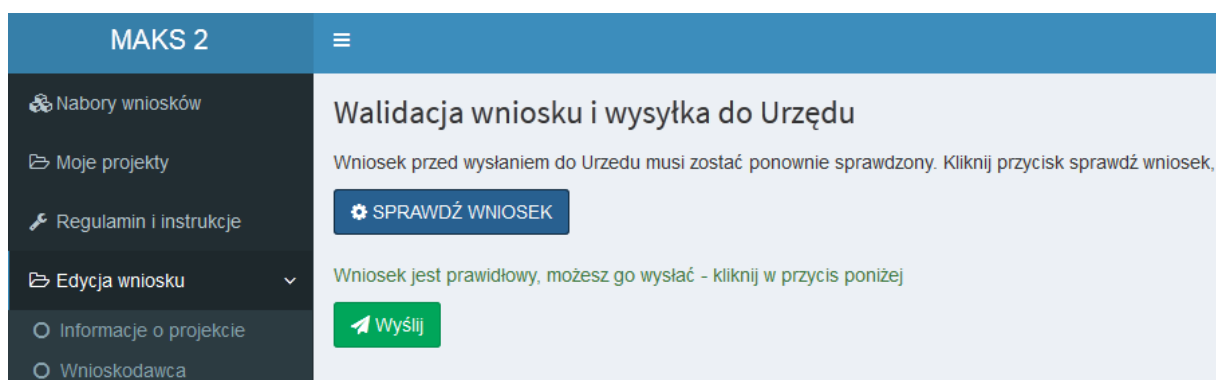 MAKS 2
Nabory wniosków
Moje projekty
Regulamin i instrukcje
Edycja wniosku
Informacje o projekcie
Wnioskodawca
Walidacja wniosku i wysyłka do Urzędu
Wniosek przed wysłaniem do Urzedu musi zostać ponownie sprawdzony. Kliknij przycisk sprawdź wniosek,
SPRAWDŹ WNIOSEK
Wniosek jest prawidłowy, możesz go wysłać - kliknij w przycis poniżej
Wyślij